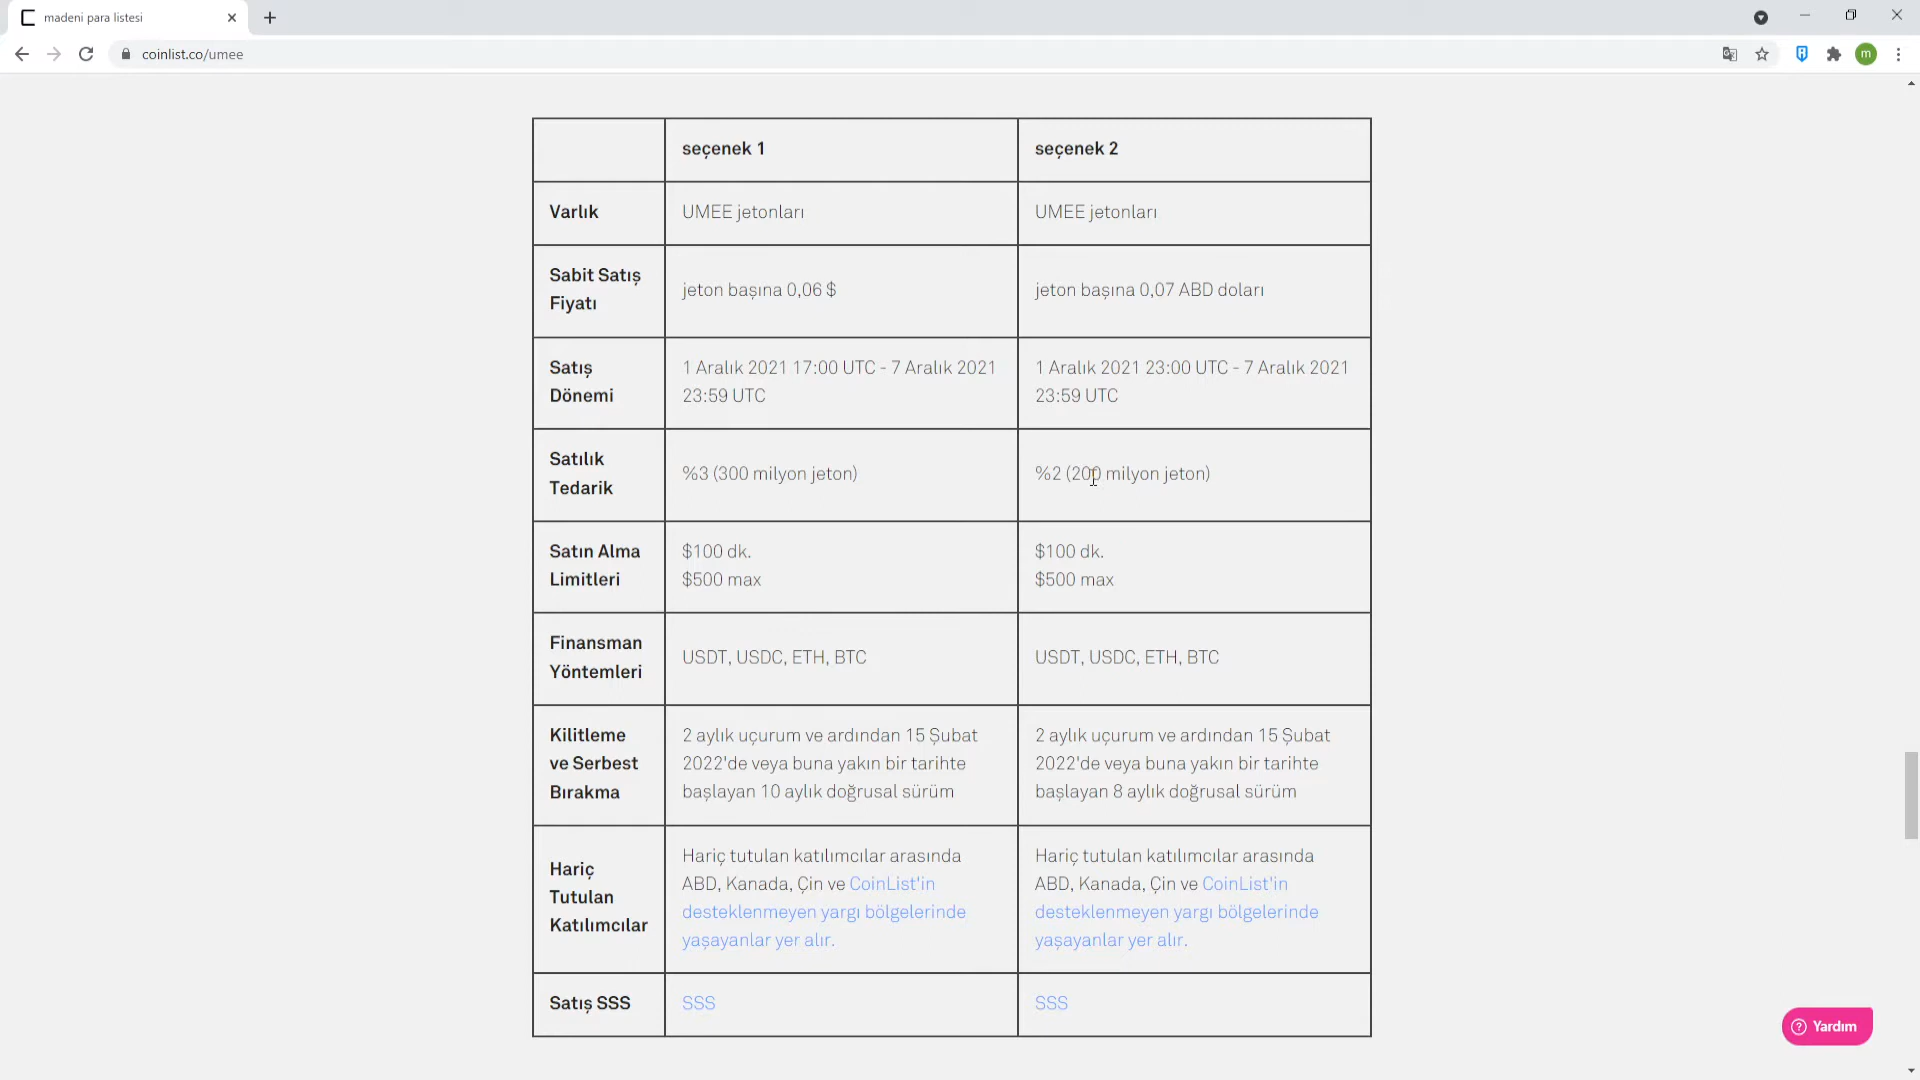 madeni para listesi
coinlist.co/umee
m
seçenek 1
seçenek 2
Varlık
UMEE jetonları
UMEE jetonları
Sabit Satış
Fiyatı
jeton başına 0,06 $
jeton başına 0,07 ABD doları
Satış
Dönemi
1 Aralık 2021 17:00 UTC - 7 Aralık 2021
23:59 UTC
1 Aralık 2021 23:00 UTC - 7 Aralık 2021
23:59 UTC
Satılık
Tedarik
%3 (300 milyon jeton)
%2 (200 milyon jeton)
Satın Alma
Limitleri
$100 dk.
$500 max
$100 dk.
$500 max
Finansman
Yöntemleri
USDT, USDC, ETH, BTC
USDT, USDC, ETH, BTC
Kilitleme
ve Serbest
Bırakma
2 aylık uçurum ve ardından 15 Şubat
2022'de veya buna yakın bir tarihte
başlayan 10 aylık doğrusal sürüm
2 aylık uçurum ve ardından 15 Şubat
2022'de veya buna yakın bir tarihte
başlayan 8 aylık doğrusal sürüm
Hariç
Tutulan
Katılımcılar
Hariç tutulan katılımcılar arasında
ABD, Kanada, Çin ve CoinList'in
desteklenmeyen yargı bölgelerinde
yaşayanlar yer alır.
Hariç tutulan katılımcılar arasında
ABD, Kanada, Çin ve CoinList'in
desteklenmeyen yargı bölgelerinde
yaşayanlar yer alır.
Satış SSS
SSS
SSS
Yardım